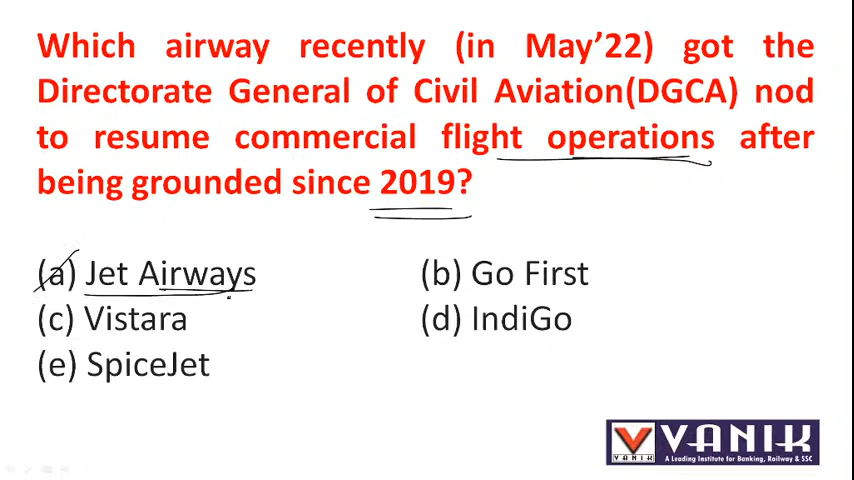 Which airway recently (in May’22) got the
Directorate General of Civil Aviation(DGCA) nod
to resume commercial flight operations after
being grounded since 2019?
(a) Jet Airways
(b) Go First
(c) Vistara
(d) IndiGo
(e) SpiceJet
VANIK
VANIK
A Leading Institute for Banking, Railway & SSC